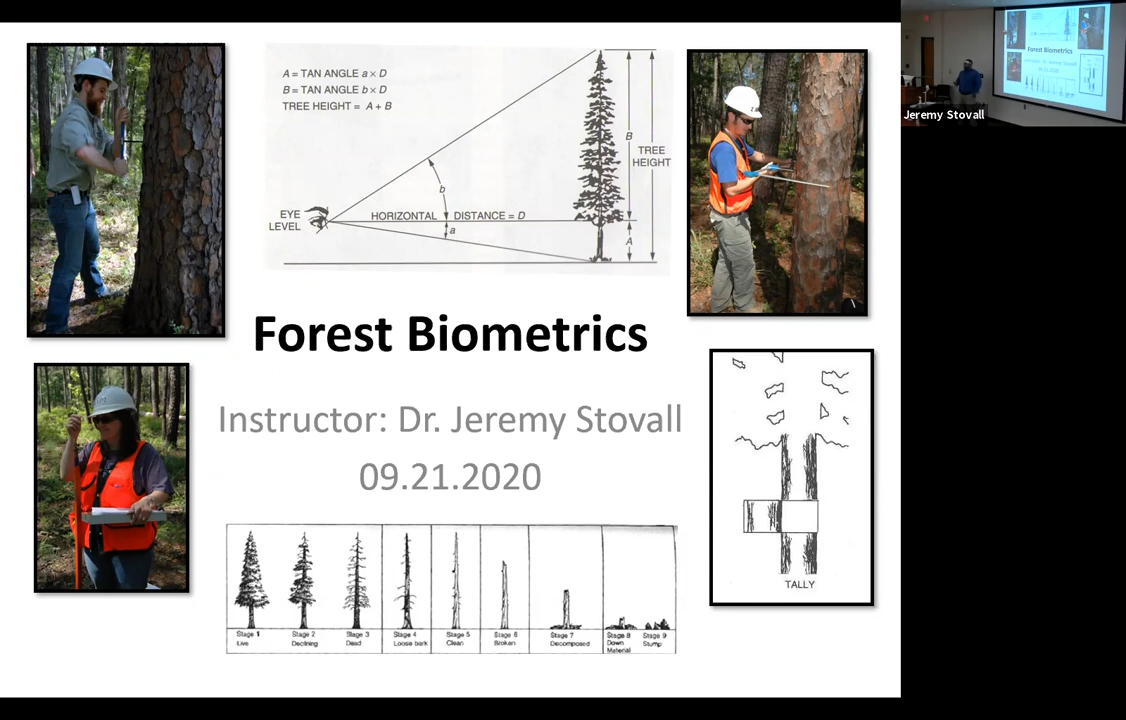 A = TAN ANGLE a × D
B = TAN ANGLE b × D
TREE HEIGHT = A + B
B
TREE
HEIGHT
b
EYE
LEVEL
HORIZONTAL DISTANCE = D
a
A
Forest Biometrics
Instructor: Dr. Jeremy Stovall
09.21.2020
TALLY
Stage 1
Live
Stage 2
Declining
Stage 3
Dead
Stage 4
Loose bark
Stage 5
Clean
Stage 6
Broken
Stage 7
Decomposed
Stage 8
Down
Material
Stage 9
Stump
Forest Biometrics
Jeremy Stovall